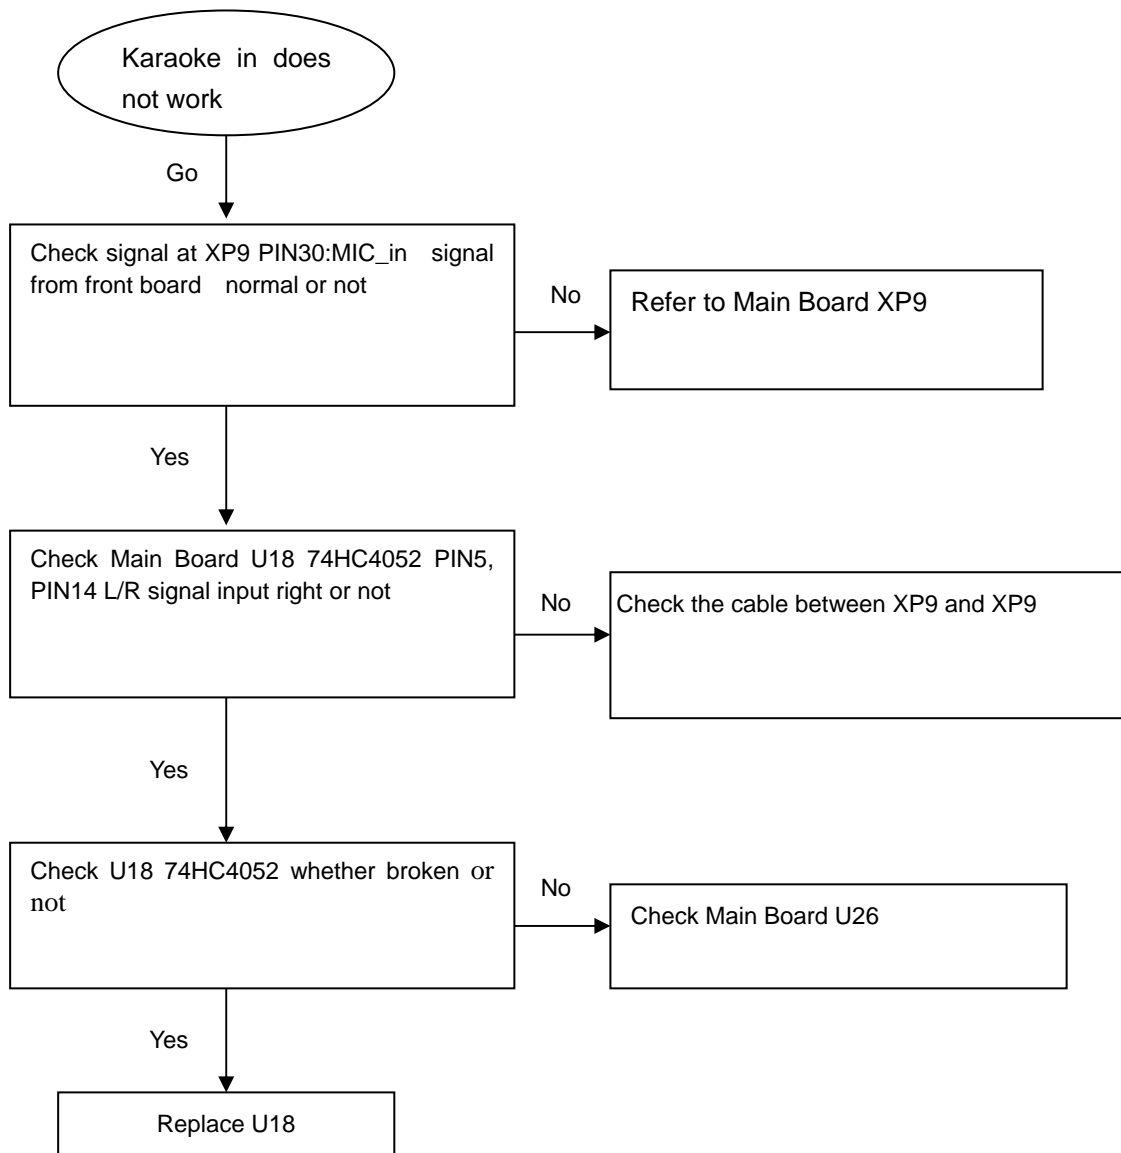 Karaoke in does
not work
Go
Check signal at XP9 PIN30:MIC_in signal
from front board normal or not
No
Refer to Main Board XP9
Yes
Check Main Board U18 74HC4052 PIN5,
PIN14 L/R signal input right or not
No
Check the cable between XP9 and XP9
Yes
Check U18 74HC4052 whether broken or
not
No
Check Main Board U26
Yes
Replace U18